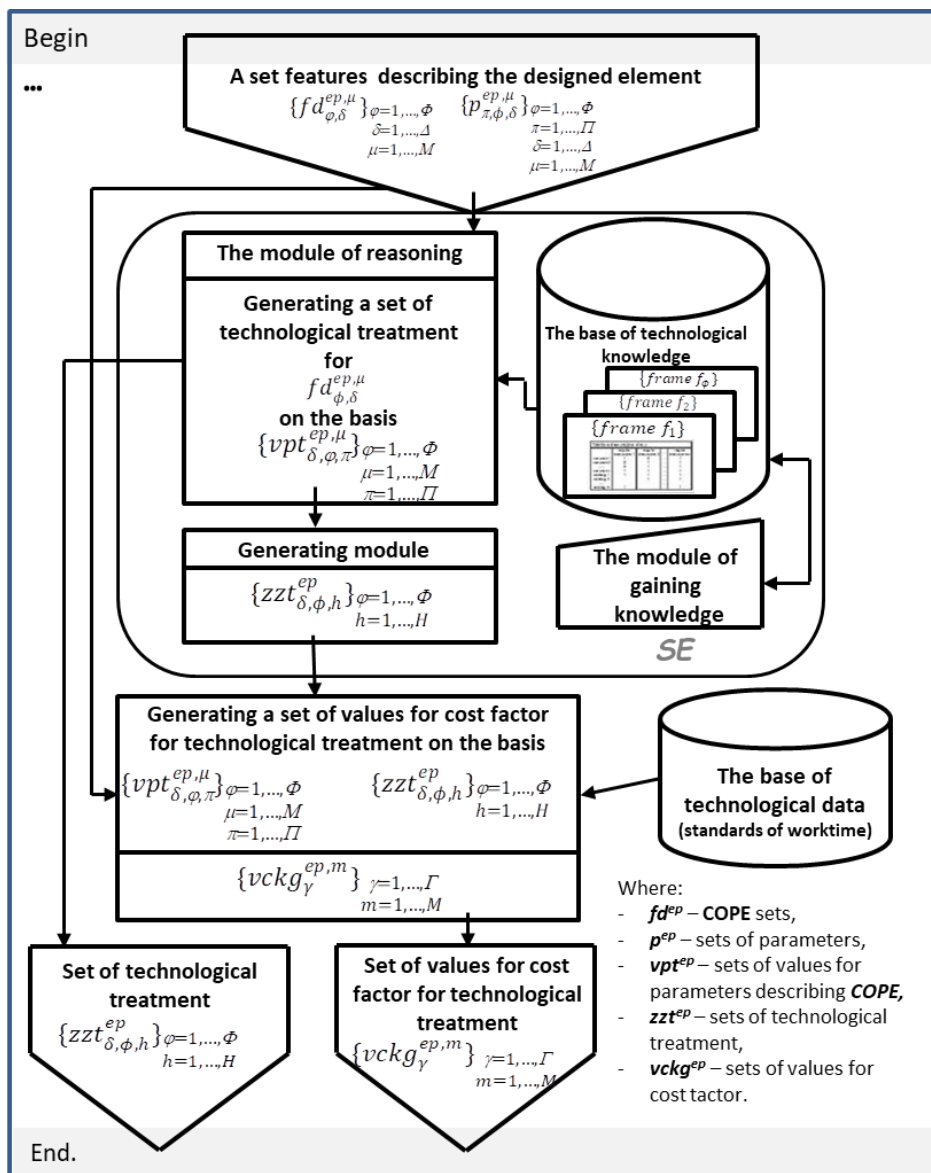 Begin
...
A set features describing the designed element
{fd^{ep,μ}_{φ,δ}}φ=1,...,Φ {p^{ep,μ}_{π,ϕ,δ}}φ=1,...,Φ
δ=1,...,Δ π=1,...,Π
μ=1,...,M δ=1,...,Δ
μ=1,...,M
The module of reasoning
Generating a set of
technological treatment
for
fd^{ep,μ}_{ϕ,δ}
on the basis
{vpt^{ep,μ}_{δ,φ,π}}φ=1,...,Φ
μ=1,...,M
π=1,...,Π
The base of technological
knowledge
{frame f_Φ}
{frame f_2}
{frame f_1}
Generating module
{zzt^{ep}_{δ,ϕ,h}}φ=1,...,Φ
h=1,...,H
The module of
gaining
knowledge
SE
Generating a set of values for cost factor
for technological treatment on the basis
{vpt^{ep,μ}_{δ,φ,π}}φ=1,...,Φ {zzt^{ep}_{δ,ϕ,h}}φ=1,...,Φ
μ=1,...,M h=1,...,H
π=1,...,Π
{vckg^{ep,m}_γ} γ=1,...,Γ
m=1,...,M
The base of
technological data
(standards of worktime)
Set of technological
treatment
{zzt^{ep}_{δ,ϕ,h}}φ=1,...,Φ
h=1,...,H
Set of values for cost
factor for technological
treatment
{vckg^{ep,m}_γ} γ=1,...,Γ
m=1,...,M
Where:
- fd^{ep} – COPE sets,
- p^{ep} – sets of parameters,
- vpt^{ep} – sets of values for
parameters describing COPE,
- zzt^{ep} – sets of technological
treatment,
- vckg^{ep} – sets of values for
cost tactor.
End.